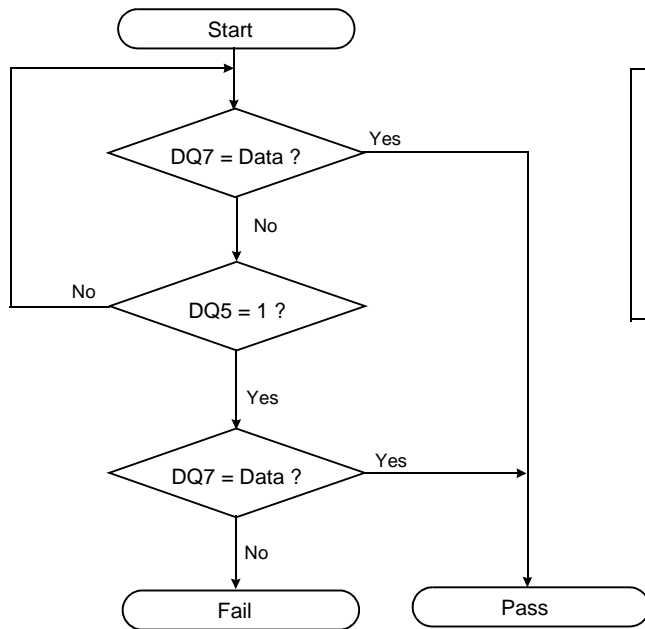 Start
DQ7 = Data ?
Yes
No
DQ5 = 1 ?
No
Yes
DQ7 = Data ?
Yes
No
Fail
Pass